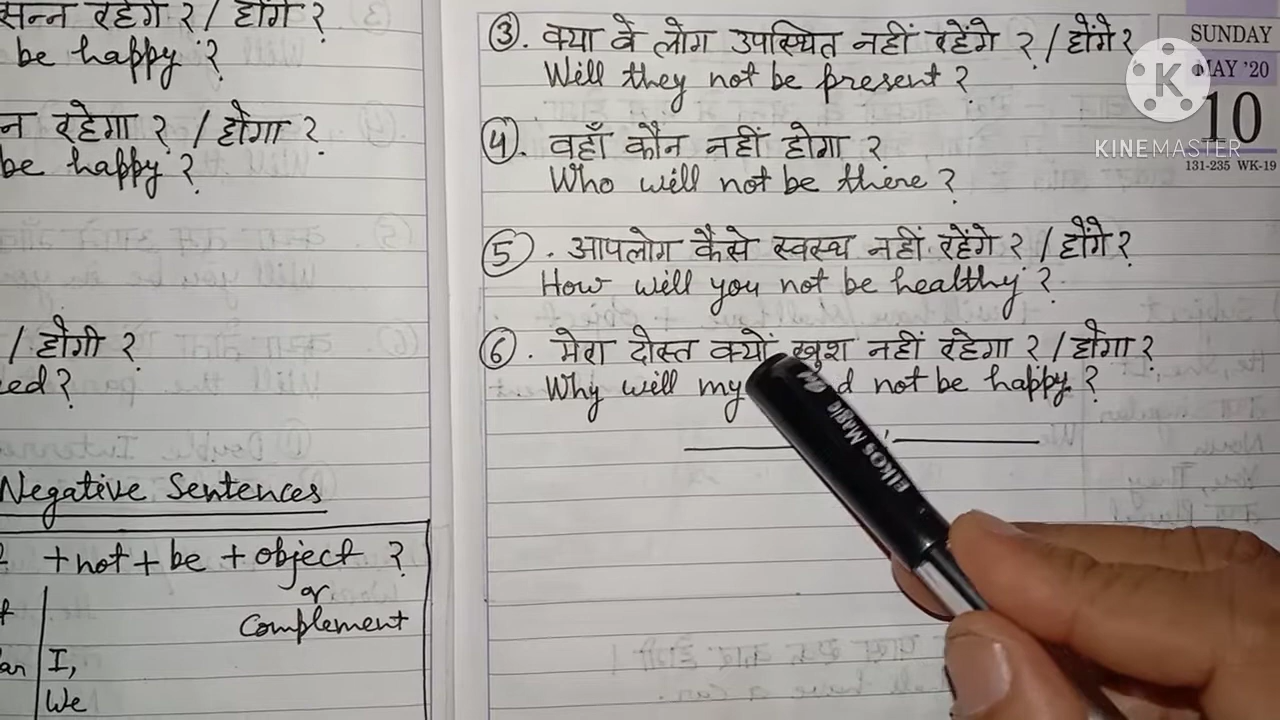 सन्न रहेगे ? / होंगे ?
be happy ?
न रहेगा ? / होगा ?
be happy ?
/ होगी ?
ed ?
Negative Sentences
+ not + be + object ?
or
Complement
I,
We
③. क्या वे लोग उपस्थित नहीं रहेंगे ? / होंगे ?
Will they not be present ?
④. वहाँ कौन नहीं होगा ?
Who will not be there ?
⑤. आपलोग कैसे स्वस्थ नहीं रहेंगे ? / होंगे ?
How will you not be healthy ?
⑥. मेरा दोस्त क्यों खुश नहीं रहेगा ? / होगा ?
Why will my d not be happy ?
SUNDAY
MAY '20
10
131-235 WK-19
K
KINEMASTER
Elkos Magic